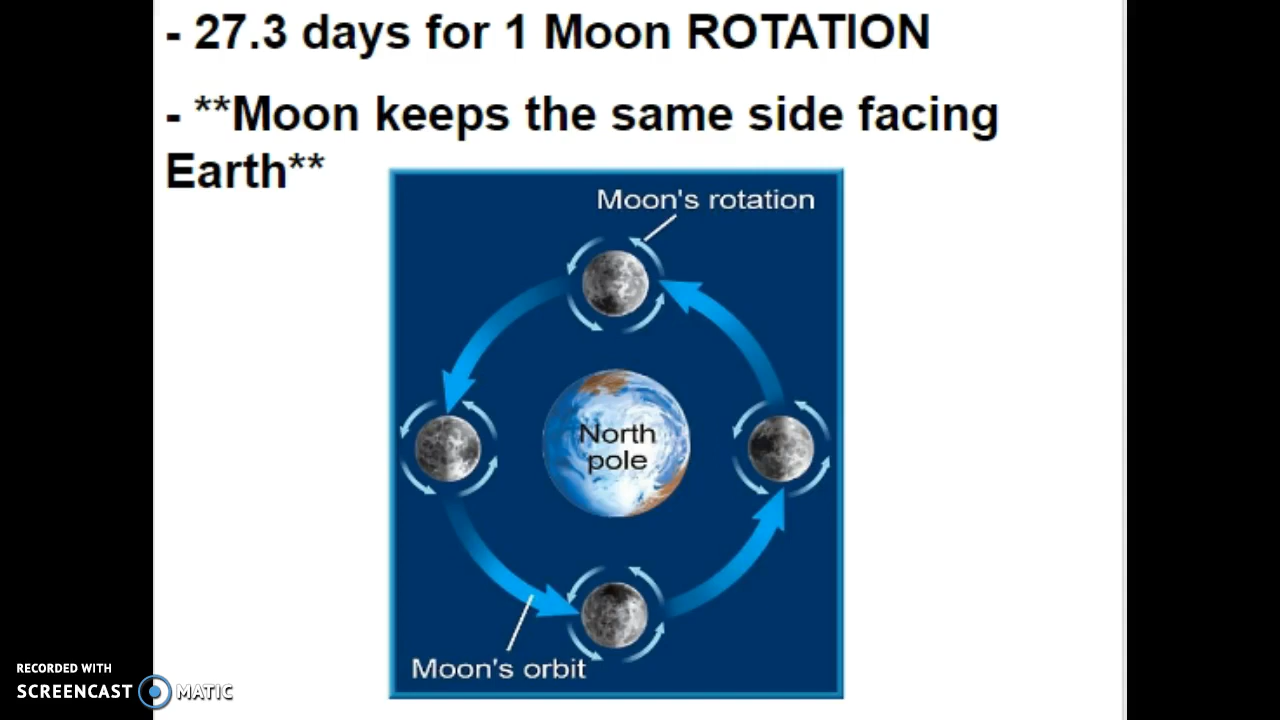 - 27.3 days for 1 Moon ROTATION
- **Moon keeps the same side facing
Earth**
Moon's rotation
North
pole
Moon's orbit
RECORDED WITH
SCREENCAST MATIC